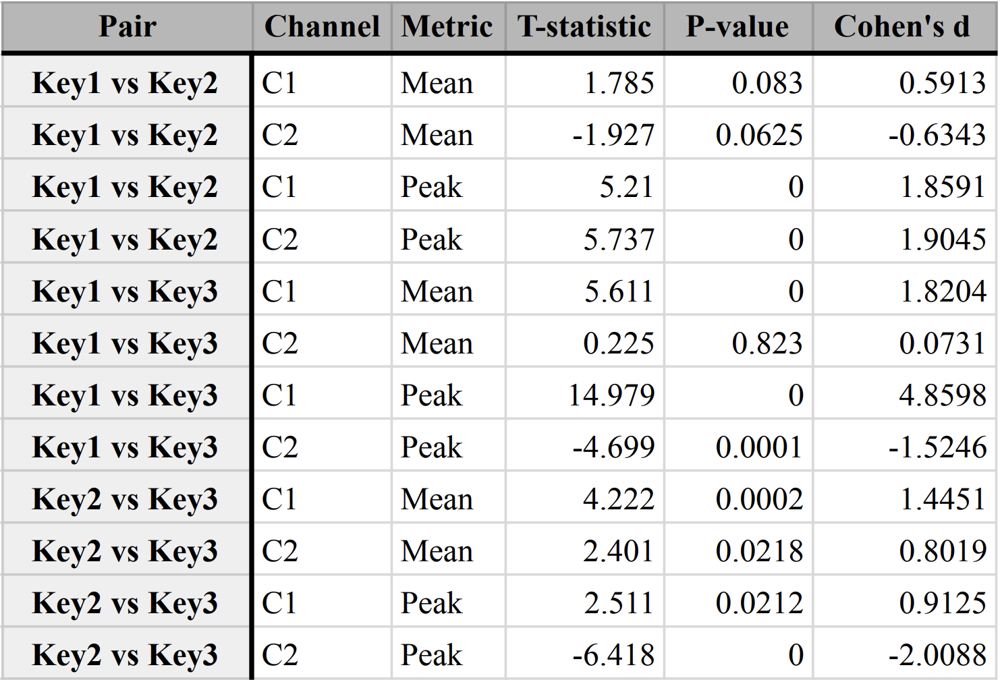 Pair Channel Metric T-statistic P-value Cohen's d
Key1 vs Key2 C1 Mean 1.785 0.083 0.5913
Key1 vs Key2 C2 Mean -1.927 0.0625 -0.6343
Key1 vs Key2 C1 Peak 5.21 0 1.8591
Key1 vs Key2 C2 Peak 5.737 0 1.9045
Key1 vs Key3 C1 Mean 5.611 0 1.8204
Key1 vs Key3 C2 Mean 0.225 0.823 0.0731
Key1 vs Key3 C1 Peak 14.979 0 4.8598
Key1 vs Key3 C2 Peak -4.699 0.0001 -1.5246
Key2 vs Key3 C1 Mean 4.222 0.0002 1.4451
Key2 vs Key3 C2 Mean 2.401 0.0218 0.8019
Key2 vs Key3 C1 Peak 2.511 0.0212 0.9125
Key2 vs Key3 C2 Peak -6.418 0 -2.0088